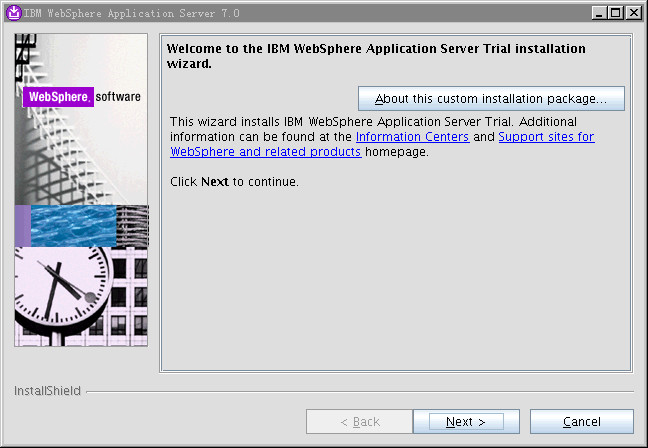 IBM WebSphere Application Server 7.0
WebSphere. software
Welcome to the IBM WebSphere Application Server Trial installation
wizard.
About this custom installation package...
This wizard installs IBM WebSphere Application Server Trial. Additional
information can be found at the Information Centers and Support sites for
WebSphere and related products homepage.
Click Next to continue.
InstallShield
< Back
Next >
Cancel